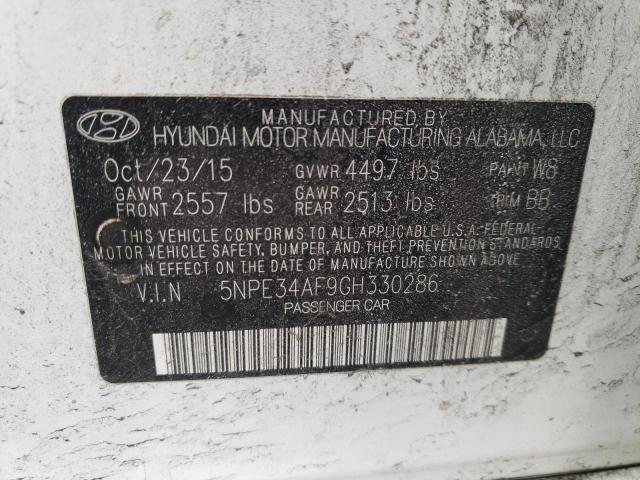 MANUFACTURED BY
HYUNDAI MOTOR MANUFACTURING ALABAMA, LLC
Oct/23/15 GVWR 4497 lbs PAINT W8
GAWR FRONT 2557 lbs GAWR REAR 2513 lbs TRIM BB
THIS VEHICLE CONFORMS TO ALL APPLICABLE U.S.A. FEDERAL
MOTOR VEHICLE SAFETY, BUMPER, AND THEFT PREVENTION STANDARDS
IN EFFECT ON THE DATE OF MANUFACTURE SHOWN ABOVE.
V.I.N 5NPE34AF9GH330286
PASSENGER CAR